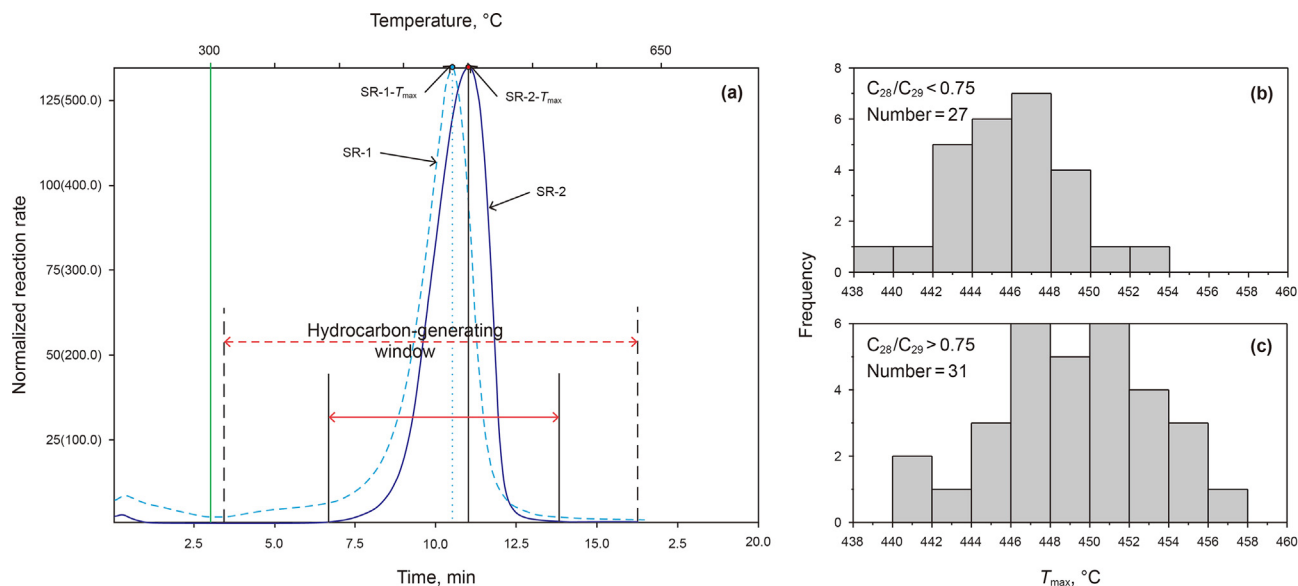 Temperature, °C
300
650
Normalized reaction rate
125(500.0)
100(400.0)
75(300.0)
50(200.0)
25(100.0)
(a)
SR-1-Tmax
SR-2-Tmax
SR-1
SR-2
Hydrocarbon-generating
window
2.5
5.0
7.5
10.0
12.5
15.0
17.5
20.0
Time, min
Frequency
8
6
4
2
0
C28/C29 < 0.75
Number = 27
(b)
438
440
442
444
446
448
450
452
454
456
458
460
6
4
2
0
C28/C29 > 0.75
Number = 31
(c)
438
440
442
444
446
448
450
452
454
456
458
460
Tmax, °C